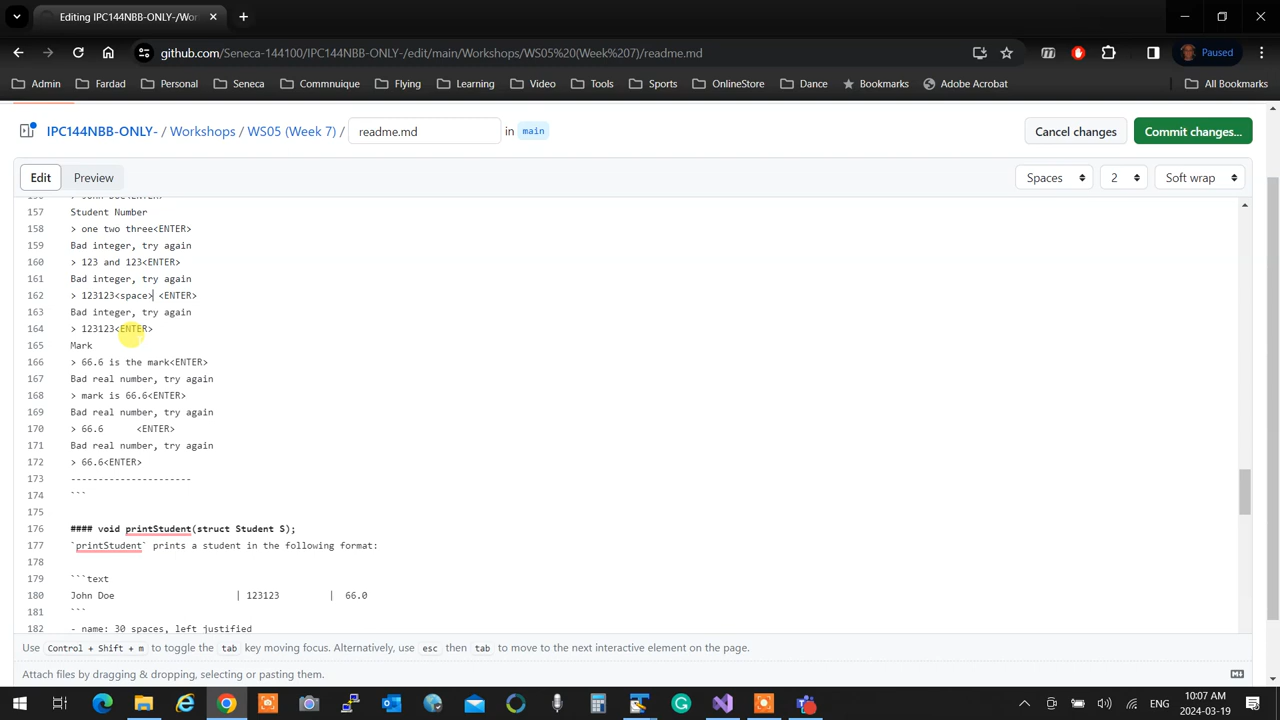 Editing IPC144NBB-ONLY-/Wor
github.com/Seneca-144100/IPC144NBB-ONLY-/edit/main/Workshops/WS05%20(Week%207)/readme.md
Paused
Admin
Fardad
Personal
Seneca
Commnuique
Flying
Learning
Video
Tools
Sports
OnlineStore
Dance
Bookmarks
Adobe Acrobat
All Bookmarks
IPC144NBB-ONLY- / Workshops / WS05 (Week 7) / readme.md in main
Cancel changes
Commit changes...
Edit
Preview
Spaces
2
Soft wrap
156 > John Doe<ENTER>
157 Student Number
158 > one two three<ENTER>
159 Bad integer, try again
160 > 123 and 123<ENTER>
161 Bad integer, try again
162 > 123123<space> <ENTER>
163 Bad integer, try again
164 > 123123<ENTER>
165 Mark
166 > 66.6 is the mark<ENTER>
167 Bad real number, try again
168 > mark is 66.6<ENTER>
169 Bad real number, try again
170 > 66.6      <ENTER>
171 Bad real number, try again
172 > 66.6<ENTER>
173 ----------------------
174 ```
175
176 #### void printStudent(struct Student S);
177 `printStudent` prints a student in the following format:
178
179 ```text
180 John Doe                      | 123123         |  66.0
181 ```
182 - name: 30 spaces, left justified
Use Control + Shift + m to toggle the tab key moving focus. Alternatively, use esc then tab to move to the next interactive element on the page.
Attach files by dragging & dropping, selecting or pasting them.
ENG
10:07 AM
2024-03-19